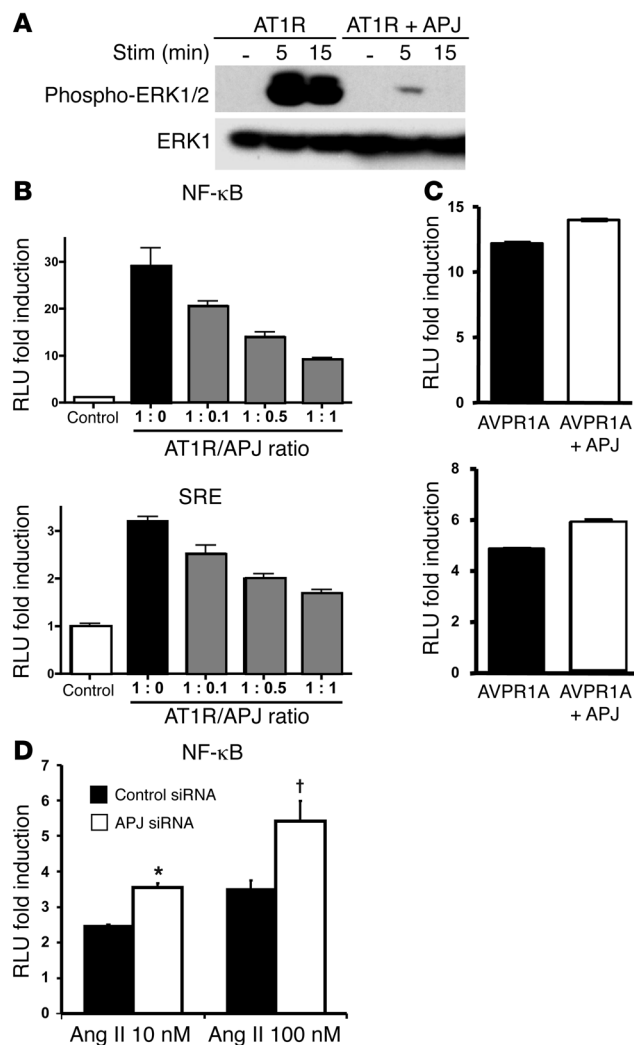 A
AT1R AT1R + APJ
Stim (min) - 5 15 - 5 15
Phospho-ERK1/2
ERK1
B
NF-κB
RLU fold induction
30
20
10
0
Control 1 : 0 1 : 0.1 1 : 0.5 1 : 1
AT1R/APJ ratio
SRE
RLU fold induction
3
2
1
0
Control 1 : 0 1 : 0.1 1 : 0.5 1 : 1
AT1R/APJ ratio
C
RLU fold induction
15
10
5
0
AVPR1A AVPR1A
+ APJ
RLU fold induction
8
6
4
2
0
AVPR1A AVPR1A
+ APJ
D
NF-κB
RLU fold induction
7
6
5
4
3
2
1
0
Control siRNA
APJ siRNA
*
†
Ang II 10 nM Ang II 100 nM